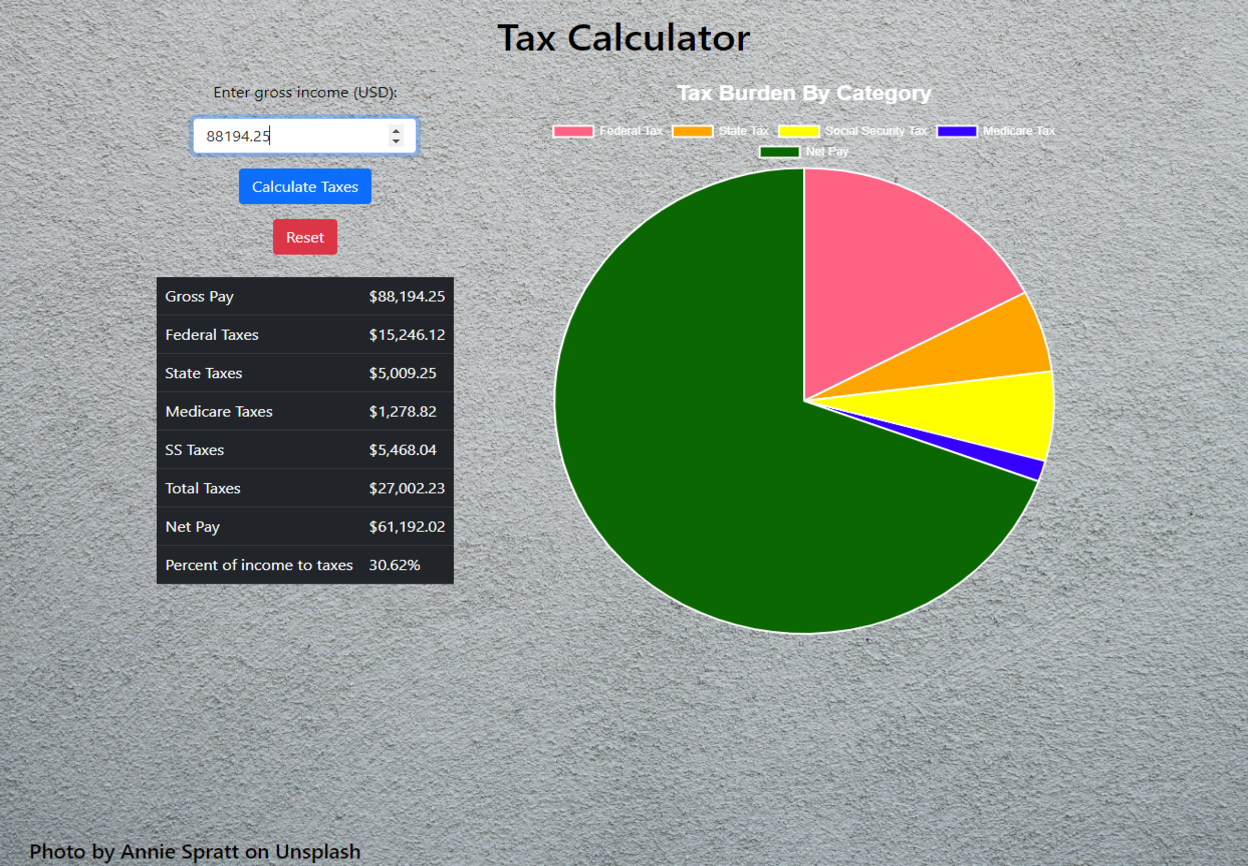 Tax Calculator
Enter gross income (USD):
88194.25
Calculate Taxes
Reset
Gross Pay $88,194.25
Federal Taxes $15,246.12
State Taxes $5,009.25
Medicare Taxes $1,278.82
SS Taxes $5,468.04
Total Taxes $27,002.23
Net Pay $61,192.02
Percent of income to taxes 30.62%
Tax Burden By Category
Federal Tax State Tax Social Security Tax Medicare Tax
Net Pay
Photo by Annie Spratt on Unsplash